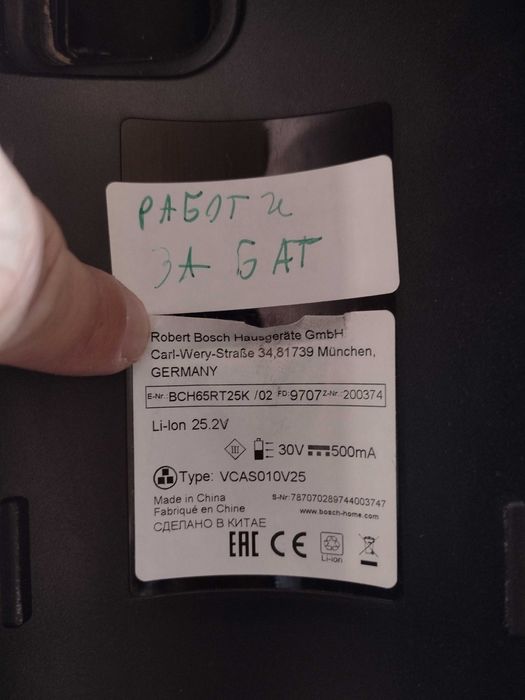 РАБОТИ
ЗА БАТ
Robert Bosch Hausgeräte GmbH
Carl-Wery-Straße 34,81739 München,
GERMANY
E-Nr.: BCH65RT25K /02 FD: 9707 Z-Nr.: 200374
Li-Ion 25.2V
III 30V 500mA
Type: VCAS010V25
Made in China
Fabriqué en Chine
СДЕЛАНО В КИТАЕ
S-Nr: 787070289744003747
www.bosch-home.com
EAC CE
Li-ion